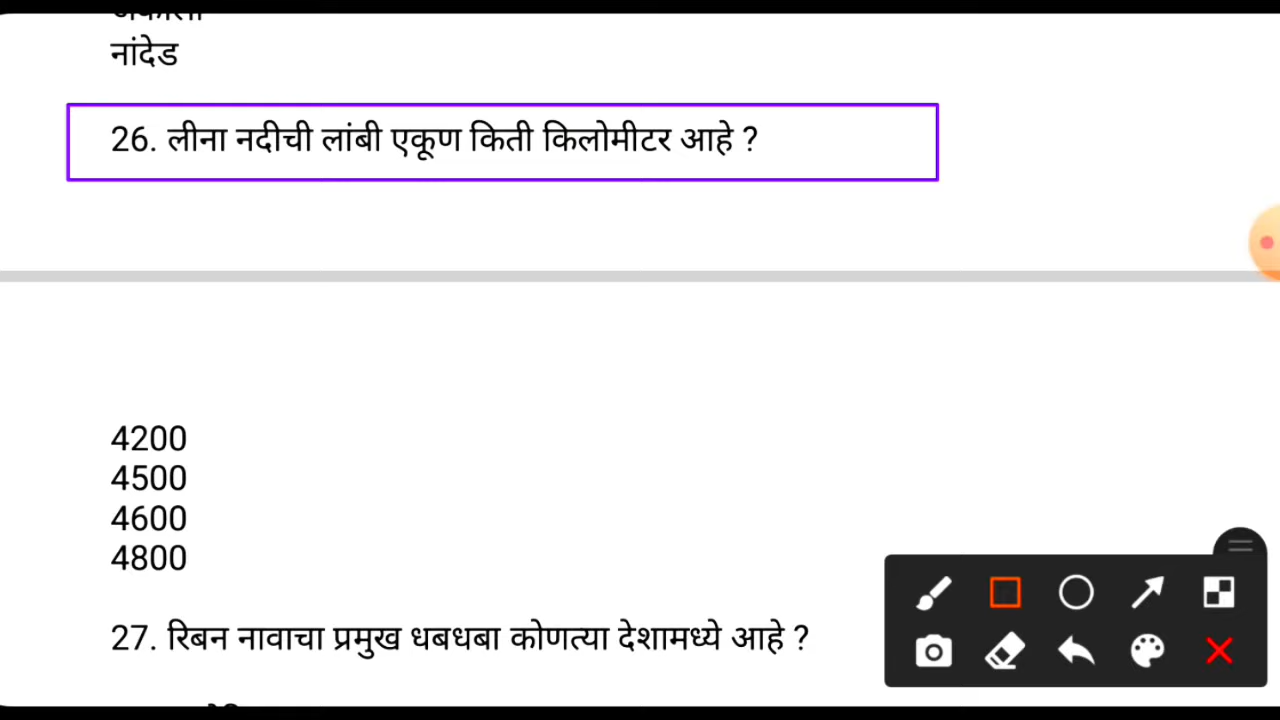 नांदेड
26. लीना नदीची लांबी एकूण किती किलोमीटर आहे ?
4200
4500
4600
4800
27. रिबन नावाचा प्रमुख धबधबा कोणत्या देशामध्ये आहे ?